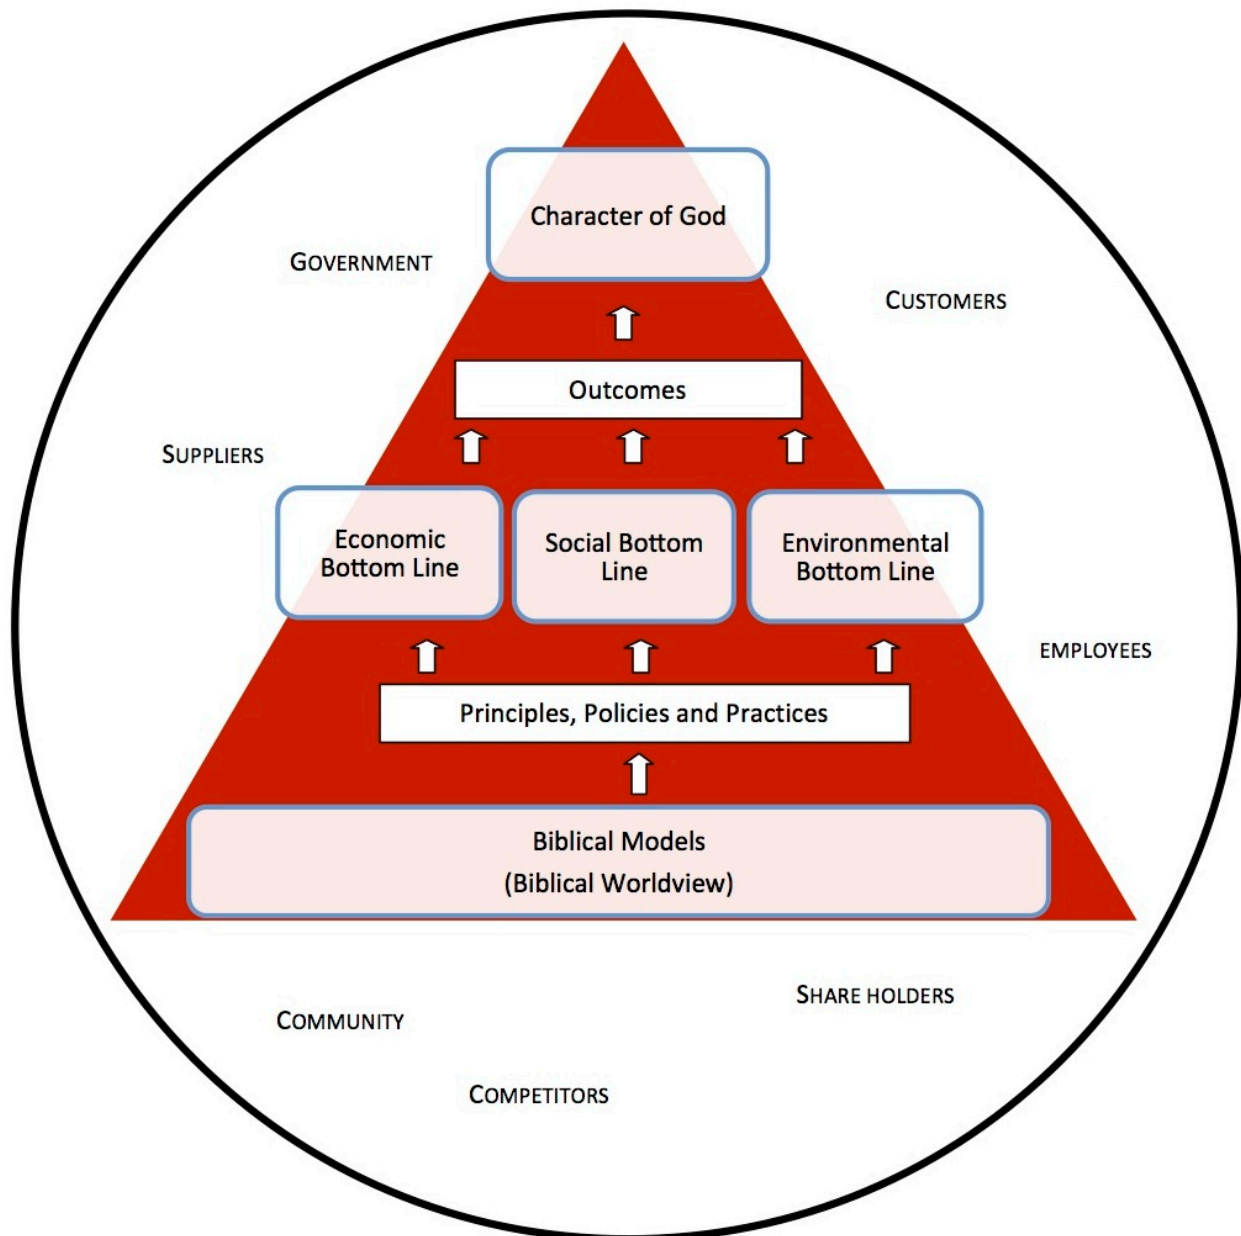 Character of God
GOVERNMENT
CUSTOMERS
Outcomes
SUPPLIERS
Economic
Bottom Line
Social Bottom
Line
Environmental
Bottom Line
EMPLOYEES
Principles, Policies and Practices
Biblical Models
(Biblical Worldview)
SHARE HOLDERS
COMMUNITY
COMPETITORS